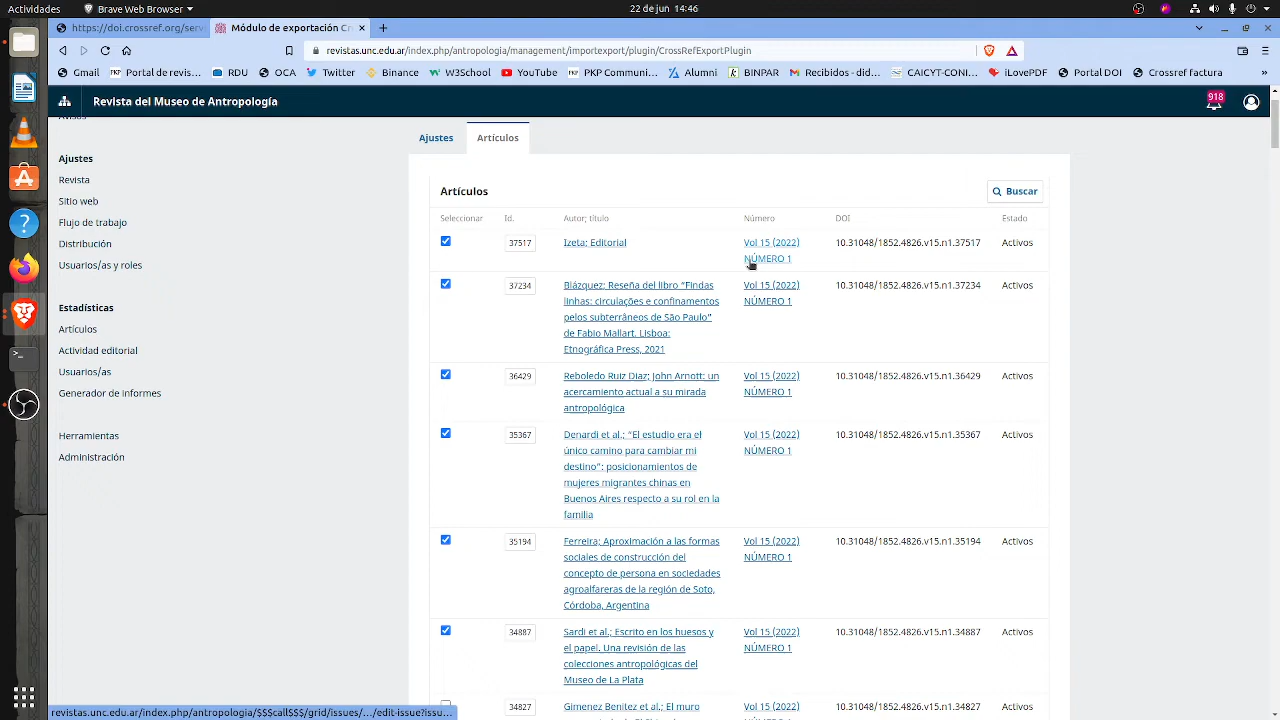 Actividades
Brave Web Browser
22 de jun 14:46
https://doi.crossref.org/serv
Módulo de exportación Cr
revistas.unc.edu.ar/index.php/antropologia/management/importexport/plugin/CrossRefExportPlugin
Gmail
Portal de revis...
RDU
OCA
Twitter
Binance
W3School
YouTube
PKP Communi...
Alumno
BINPAR
Recibidos - did...
CAICYT-CONI...
iLovePDF
Portal DOI
Enviar factura
»
Revista del Museo de Antropología
918
Avisos
Ajustes
Revista
Sitio web
Flujo de trabajo
Distribución
Usuarios/as y roles
Estadísticas
Artículos
Actividad editorial
Usuarios/as
Generador de informes
Herramientas
Administración
Ajustes
Artículos
Artículos
Buscar
Seleccionar Id. Autor; título Número DOI Estado
37517 Izeta; Editorial Vol 15 (2022) 10.31048/1852.4826.v15.n1.37517 Activos
NÚMERO 1
37234 Blázquez; Reseña del libro “Findas Vol 15 (2022) 10.31048/1852.4826.v15.n1.37234 Activos
linhas: circulações e confinamentos NÚMERO 1
pelos subterrâneos de São Paulo”
de Fabio Mallart. Lisboa:
Etnográfica Press, 2021
36429 Reboledo Ruiz Diaz; John Arnott: un Vol 15 (2022) 10.31048/1852.4826.v15.n1.36429 Activos
acercamiento actual a su mirada NÚMERO 1
antropológica
35367 Denardi et al.; “El estudio era el Vol 15 (2022) 10.31048/1852.4826.v15.n1.35367 Activos
único camino para cambiar mi NÚMERO 1
destino”: posicionamientos de
mujeres migrantes chinas en
Buenos Aires respecto a su rol en la
familia
35194 Ferreira; Aproximación a las formas Vol 15 (2022) 10.31048/1852.4826.v15.n1.35194 Activos
sociales de construcción del NÚMERO 1
concepto de persona en sociedades
agroalfareras de la región de Soto,
Córdoba, Argentina
34887 Sardi et al.; Escrito en los huesos y Vol 15 (2022) 10.31048/1852.4826.v15.n1.34887 Activos
el papel. Una revisión de las NÚMERO 1
colecciones antropológicas del
Museo de La Plata
34827 Gimenez Benitez et al.; El muro Vol 15 (2022) 10.31048/1852.4826.v15.n1.34827 Activos
revistas.unc.edu.ar/index.php/antropologia/$$$call$$$/grid/issues/.../edit-issue?issu...